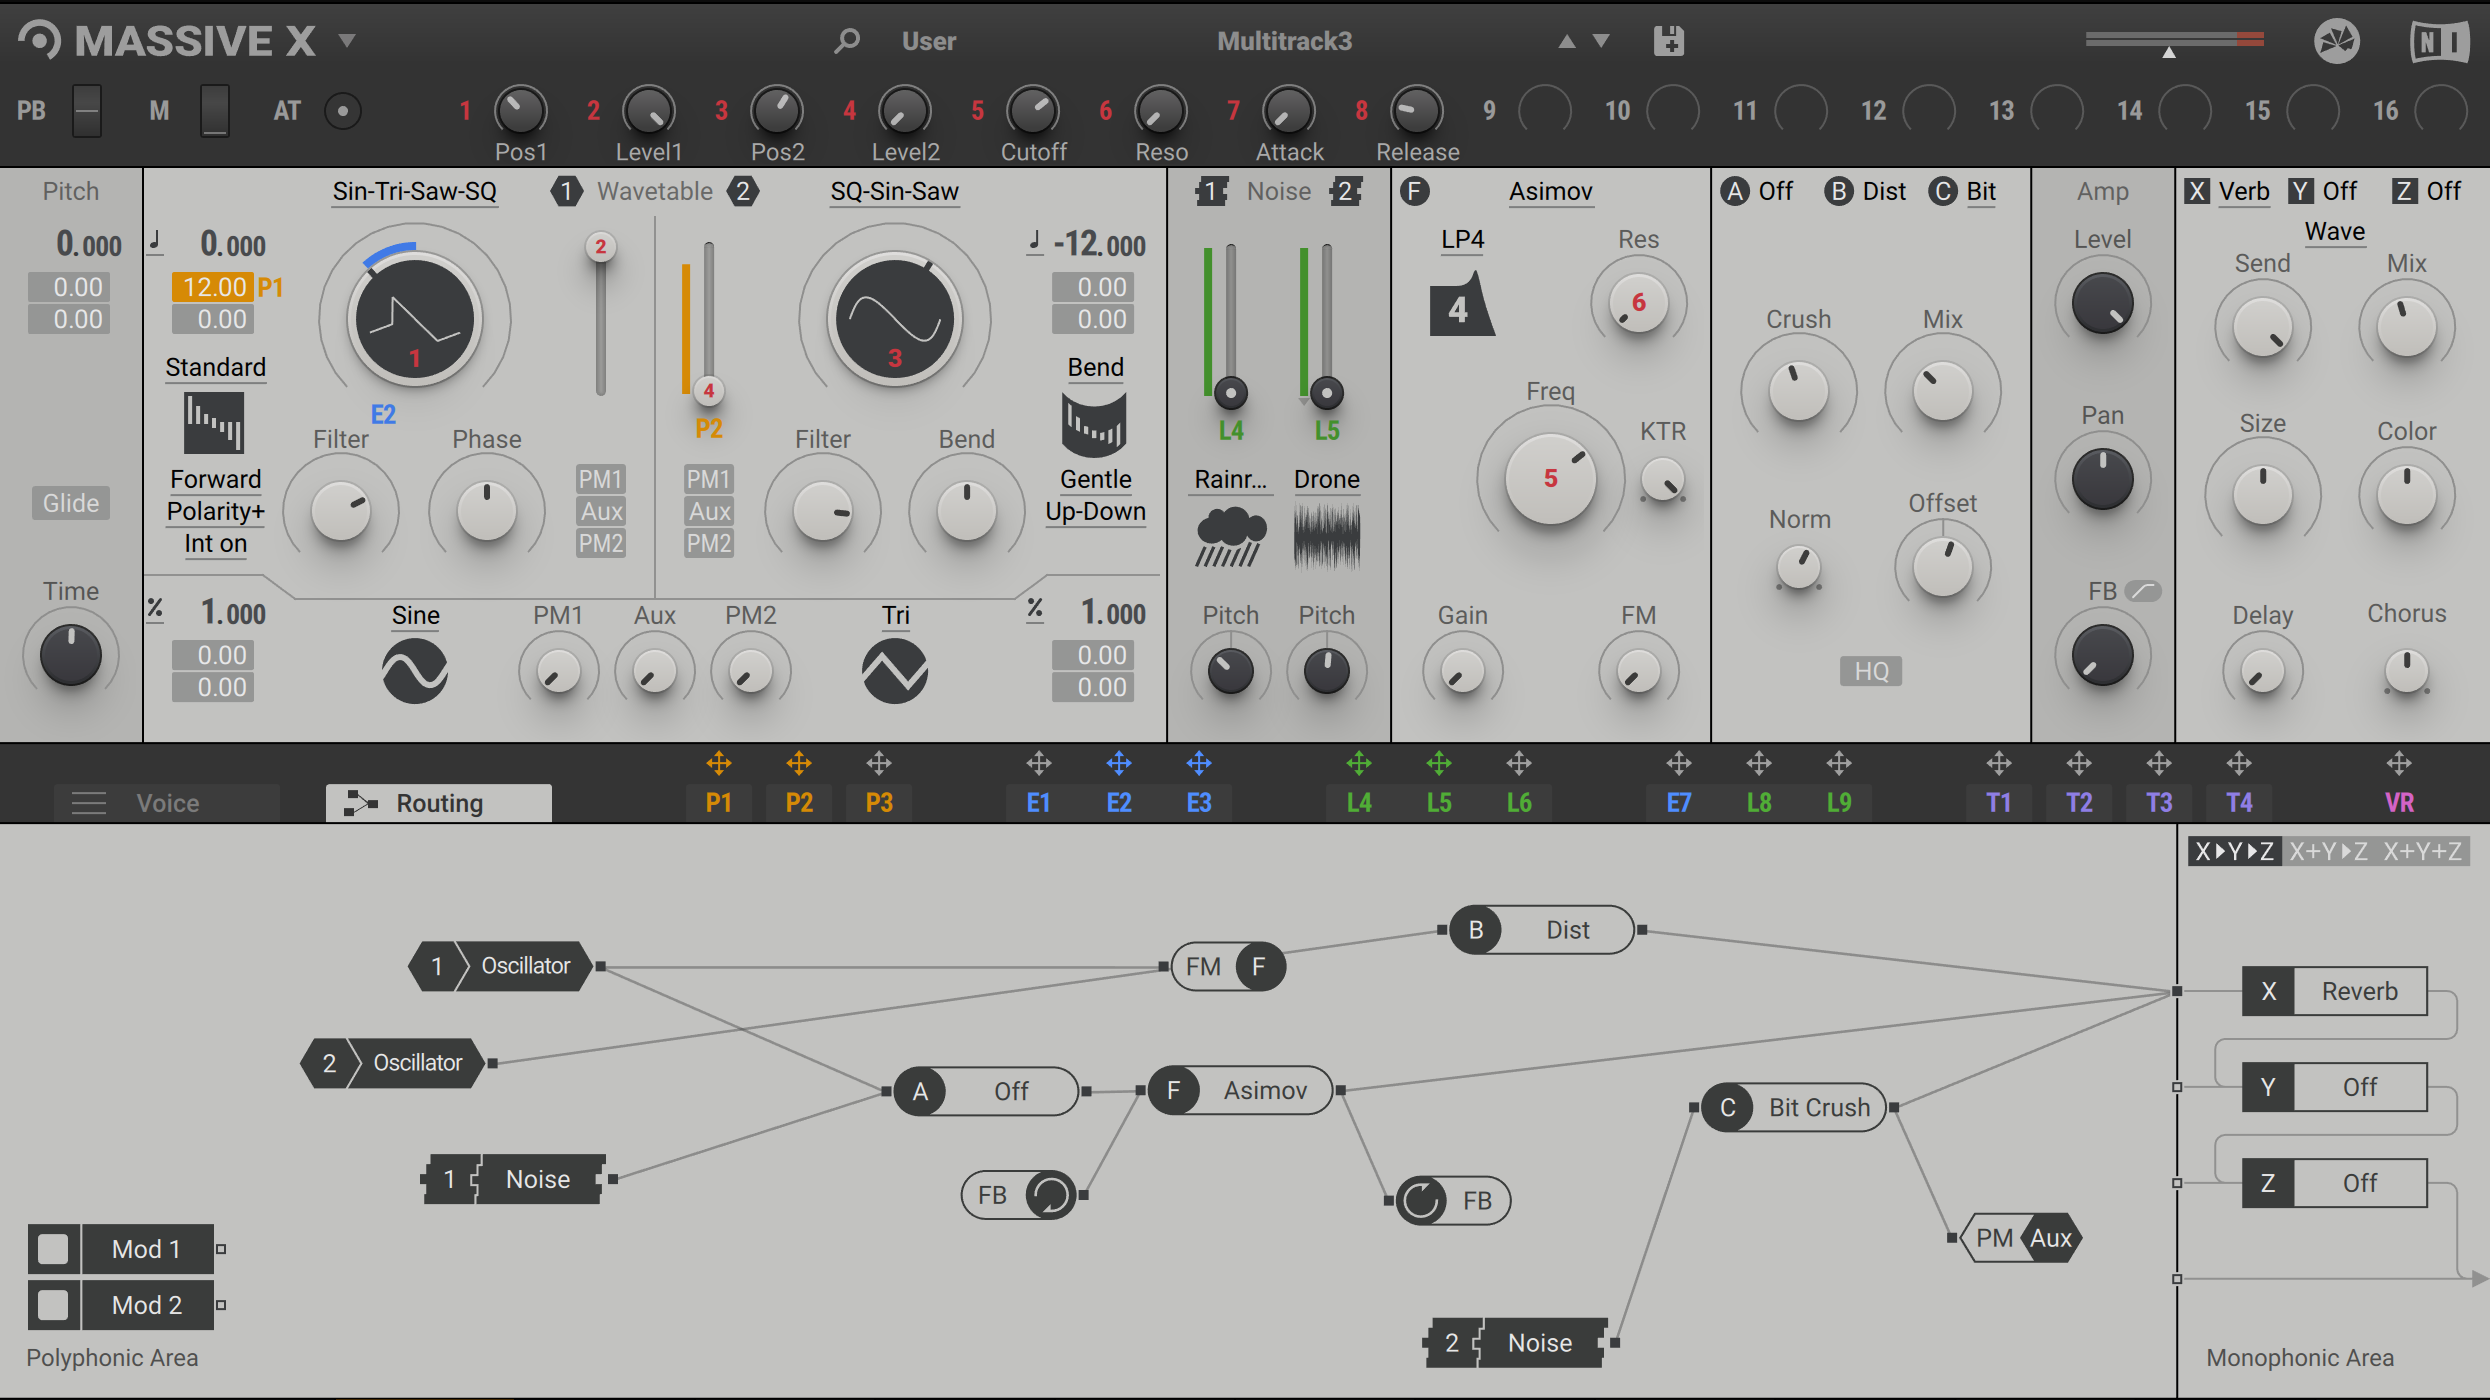 MASSIVE X User Multitrack3 NI
PB M AT 1 2 3 4 5 6 7 8 9 10 11 12 13 14 15 16
Pos1 Level1 Pos2 Level2 Cutoff Reso Attack Release
Pitch Sin-Tri-Saw-SQ 1 Wavetable 2 SQ-Sin-Saw 1 Noise 2 F Asimov A Off B Dist C Bit Amp X Verb Y Off Z Off
Wave
0.000 0.000 2 -12.000 LP4 Res Level Send Mix
0.00 12.00 P1 0.00 4 6
0.00 0.00 0.00
Crush Mix
1 3
Standard Bend
4
E2 P2 L4 L5 Freq Pan
Filter Phase Filter Bend KTR Size Color
Forward PM1 PM1 Gentle Rainr... Drone 5
Glide Polarity+ Aux Aux Up-Down Norm Offset
Int on PM2 PM2
Time FB
% 1.000 Sine PM1 Aux PM2 Tri % 1.000 Pitch Pitch Gain FM Delay Chorus
0.00 0.00 HQ
0.00 0.00
Voice Routing P1 P2 P3 E1 E2 E3 L4 L5 L6 E7 L8 L9 T1 T2 T3 T4 VR
X▸Y▸Z X+Y▸Z X+Y+Z
B Dist
1 Oscillator FM F
X Reverb
2 Oscillator
A Off F Asimov Y Off
C Bit Crush
1 Noise FB FB Z Off
PM Aux
Mod 1
Mod 2
2 Noise
Polyphonic Area Monophonic Area